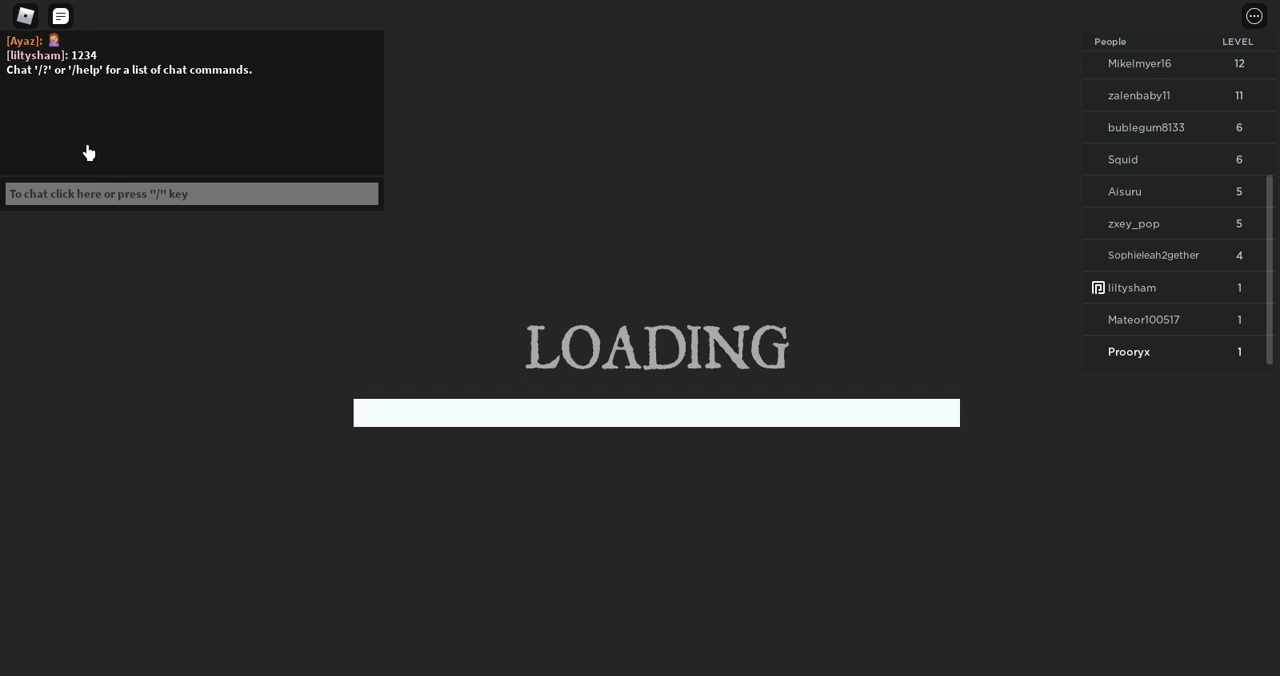 [Ayaz]: 🤦🏽‍♀️
[liltysham]: 1234
Chat '/?' or '/help' for a list of chat commands.
To chat click here or press "/" key
LOADING
People LEVEL
Mikelmyer16 12
zalenbaby11 11
bublegum8133 6
Squid 6
Aisuru 5
zxey_pop 5
Sophieleah2gether 4
liltysham 1
Mateor100517 1
Prooryx 1